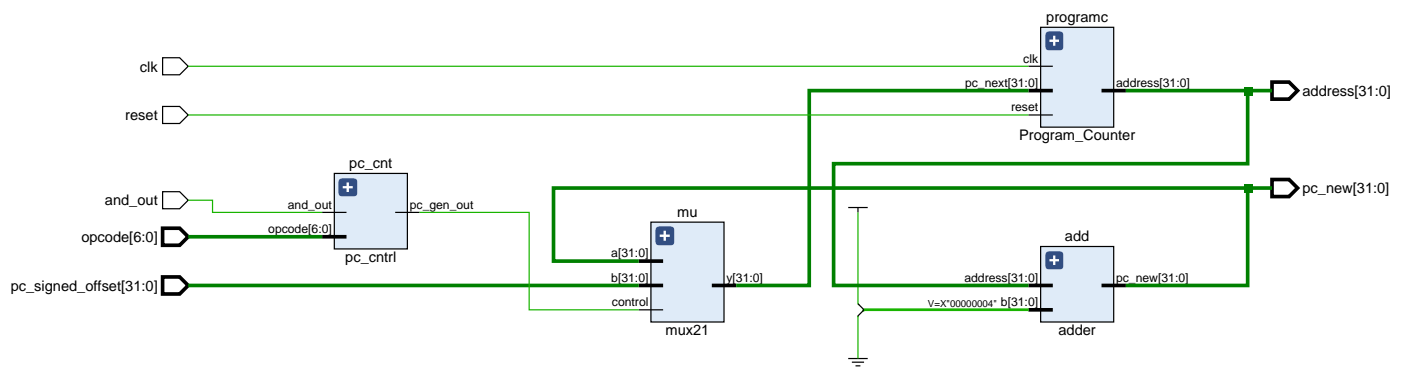 programc
clk
clk
pc_next[31:0]
address[31:0]
address[31:0]
reset
reset
Program_Counter
pc_cnt
and_out
and_out
pc_gen_out
pc_new[31:0]
opcode[6:0]
opcode[6:0]
pc_cntrl
mu
add
a[31:0]
pc_signed_offset[31:0]
b[31:0]
y[31:0]
address[31:0]
pc_new[31:0]
control
V=X"00000004" b[31:0]
mux21
adder